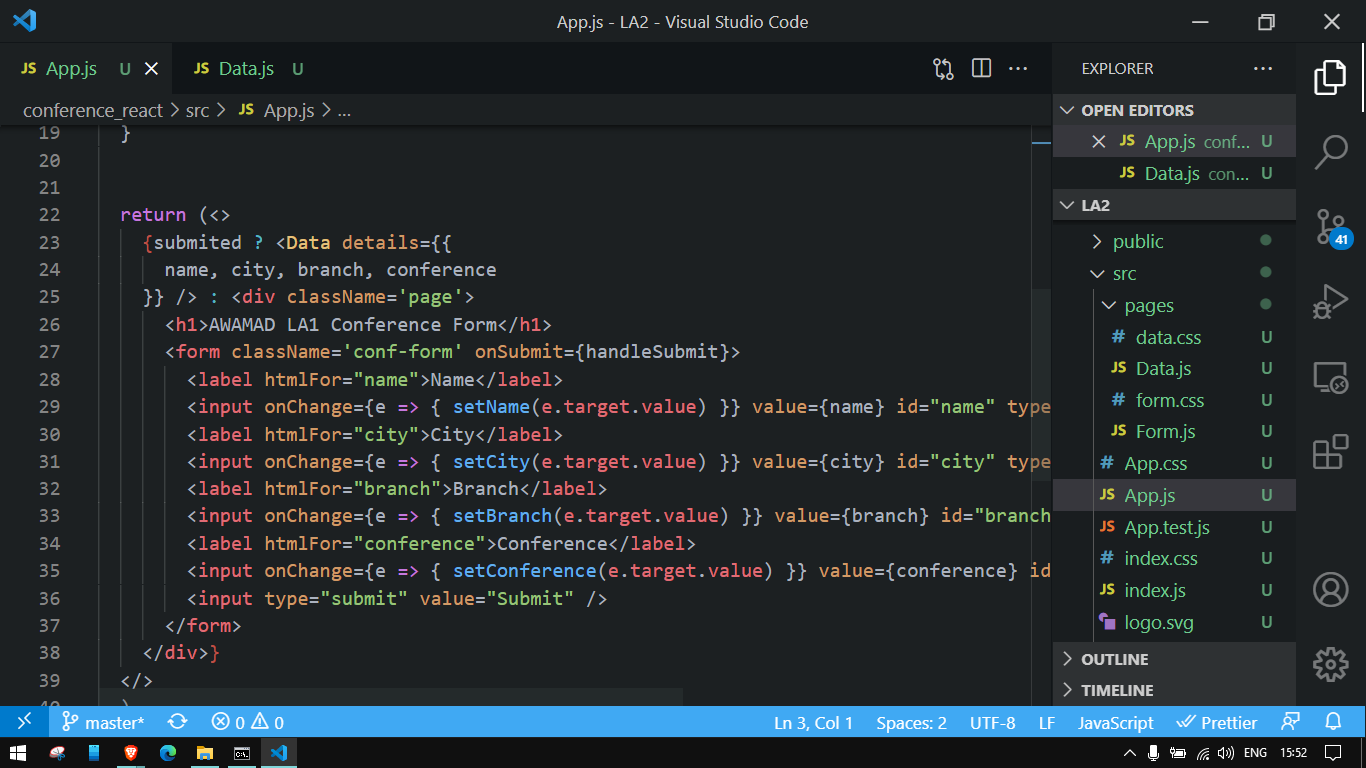 App.js - LA2 - Visual Studio Code
JS App.js U
JS Data.js U
conference_react > src > JS App.js > ...
19 }
20
21
22 return (<>
23 {submited ? <Data details={{
24 name, city, branch, conference
25 }} /> : <div className='page'>
26 <h1>AWAMAD LA1 Conference Form</h1>
27 <form className='conf-form' onSubmit={handleSubmit}>
28 <label htmlFor="name">Name</label>
29 <input onChange={e => { setName(e.target.value) }} value={name} id="name" type
30 <label htmlFor="city">City</label>
31 <input onChange={e => { setCity(e.target.value) }} value={city} id="city" type
32 <label htmlFor="branch">Branch</label>
33 <input onChange={e => { setBranch(e.target.value) }} value={branch} id="branch
34 <label htmlFor="conference">Conference</label>
35 <input onChange={e => { setConference(e.target.value) }} value={conference} id
36 <input type="submit" value="Submit" />
37 </form>
38 </div>}
39 </>
EXPLORER
OPEN EDITORS
JS App.js conf... U
JS Data.js con... U
LA2
public
src
pages
# data.css U
JS Data.js U
# form.css U
JS Form.js U
# App.css U
JS App.js U
JS App.test.js U
# index.css U
JS index.js U
logo.svg U
OUTLINE
TIMELINE
41
master*
0
0
Ln 3, Col 1
Spaces: 2
UTF-8
LF
JavaScript
Prettier
ENG
15:52